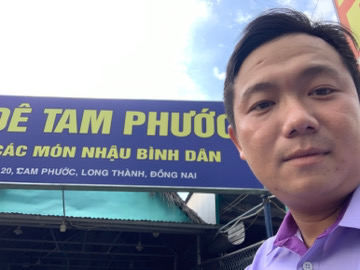 DÊ TAM PHƯỚC
CÁC MÓN NHẬU BÌNH DÂN
20, TAM PHƯỚC, LONG THÀNH, ĐỒNG NAI